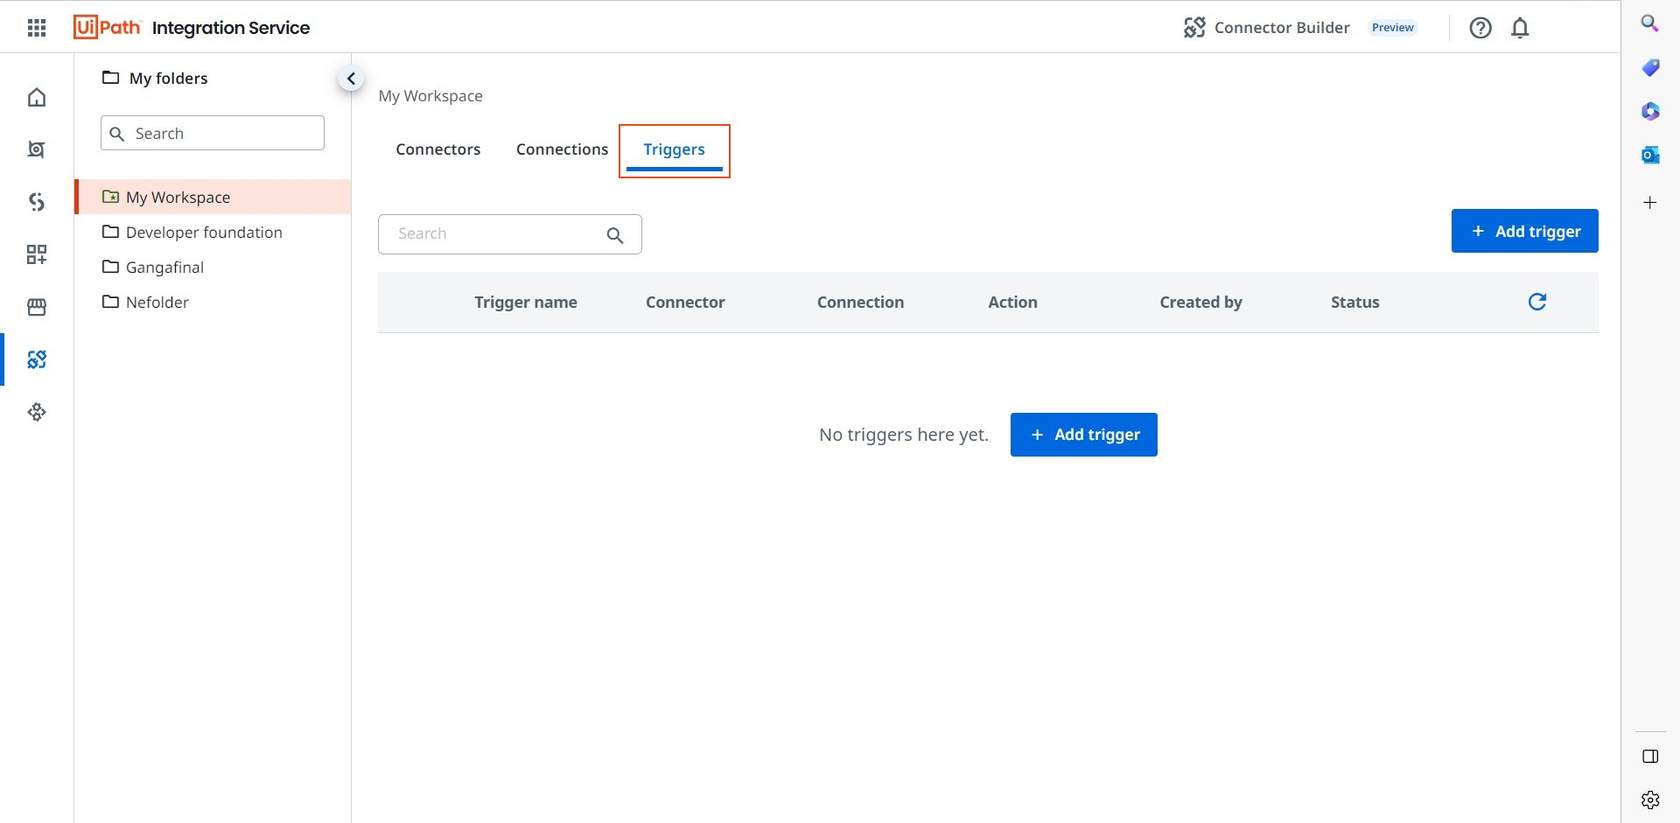 UiPath Integration Service
Connector Builder Preview
My folders
Search
My Workspace
Developer foundation
Gangafinal
Nefolder
My Workspace
Connectors Connections Triggers
Search
+ Add trigger
Trigger name Connector Connection Action Created by Status
No triggers here yet. + Add trigger